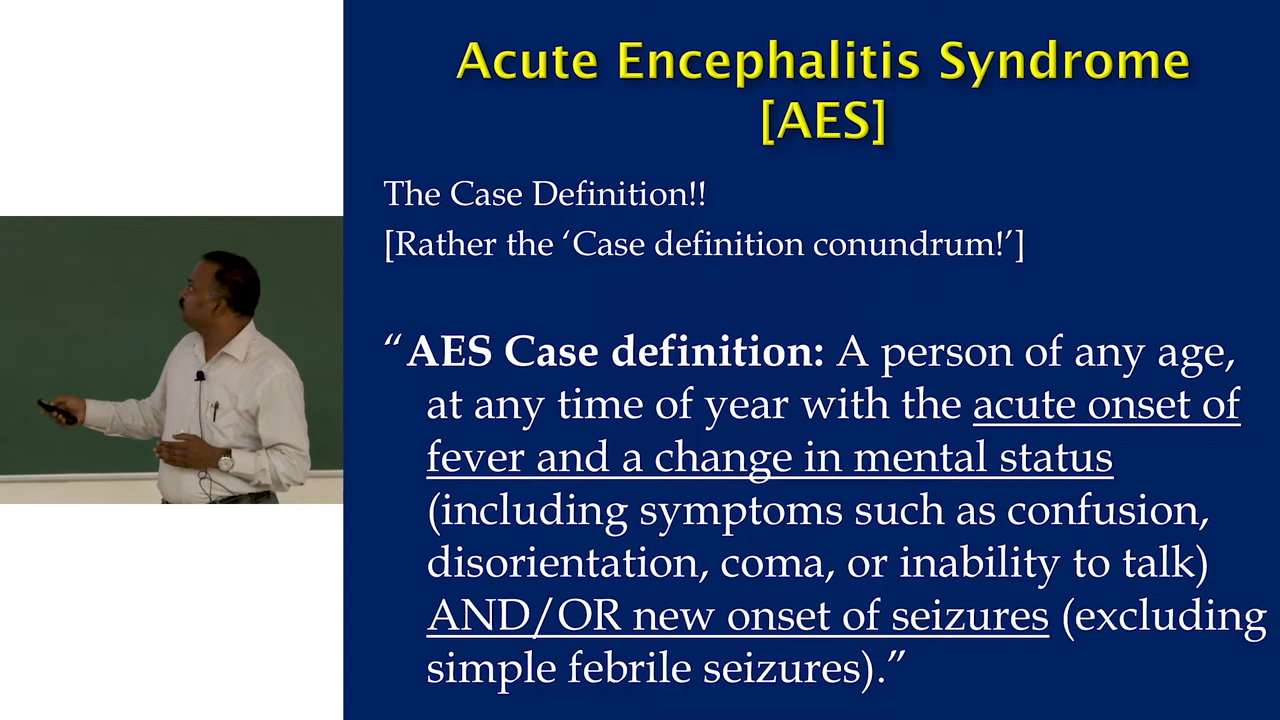 Acute Encephalitis Syndrome
[AES]
The Case Definition!!
[Rather the ‘Case definition conundrum!’]
“AES Case definition: A person of any age,
at any time of year with the acute onset of
fever and a change in mental status
(including symptoms such as confusion,
disorientation, coma, or inability to talk)
AND/OR new onset of seizures (excluding
simple febrile seizures).”